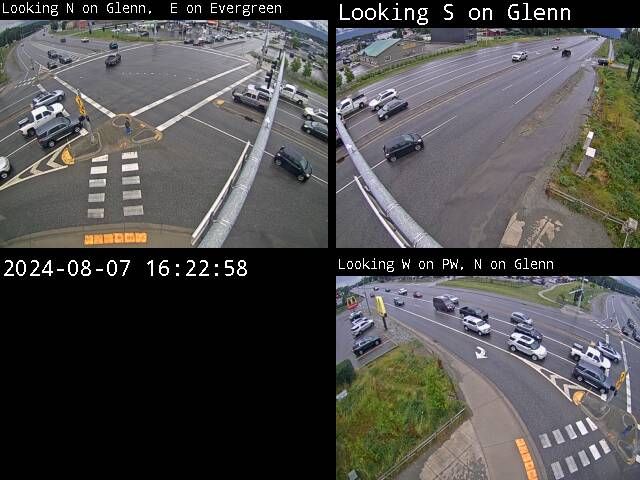 Looking N on Glenn,  E on Evergreen
Looking S on Glenn
2024-08-07 16:22:58
Looking W on PW, N on Glenn